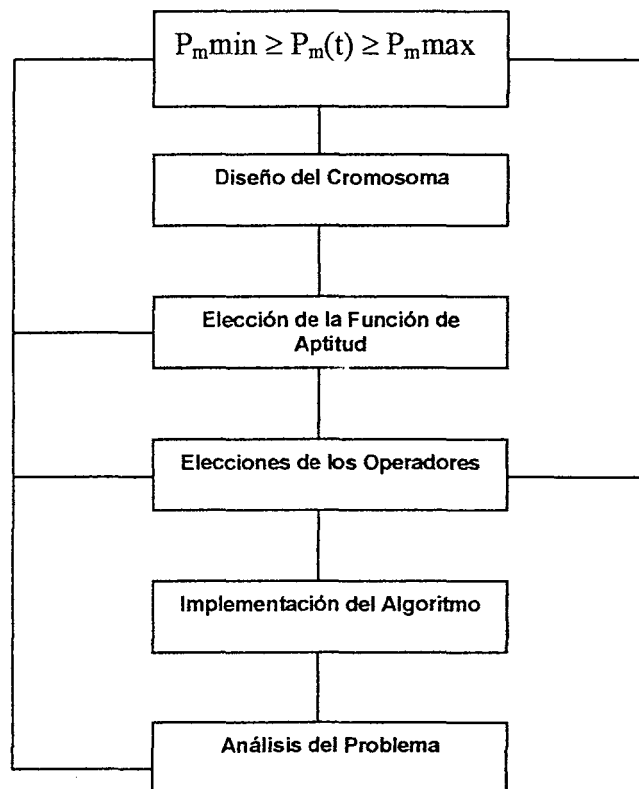 Pₘmin ≥ Pₘ(t) ≥ Pₘmax
Diseño del Cromosoma
Elección de la Función de
Aptitud
Elecciones de los Operadores
Implementación del Algoritmo
Análisis del Problema